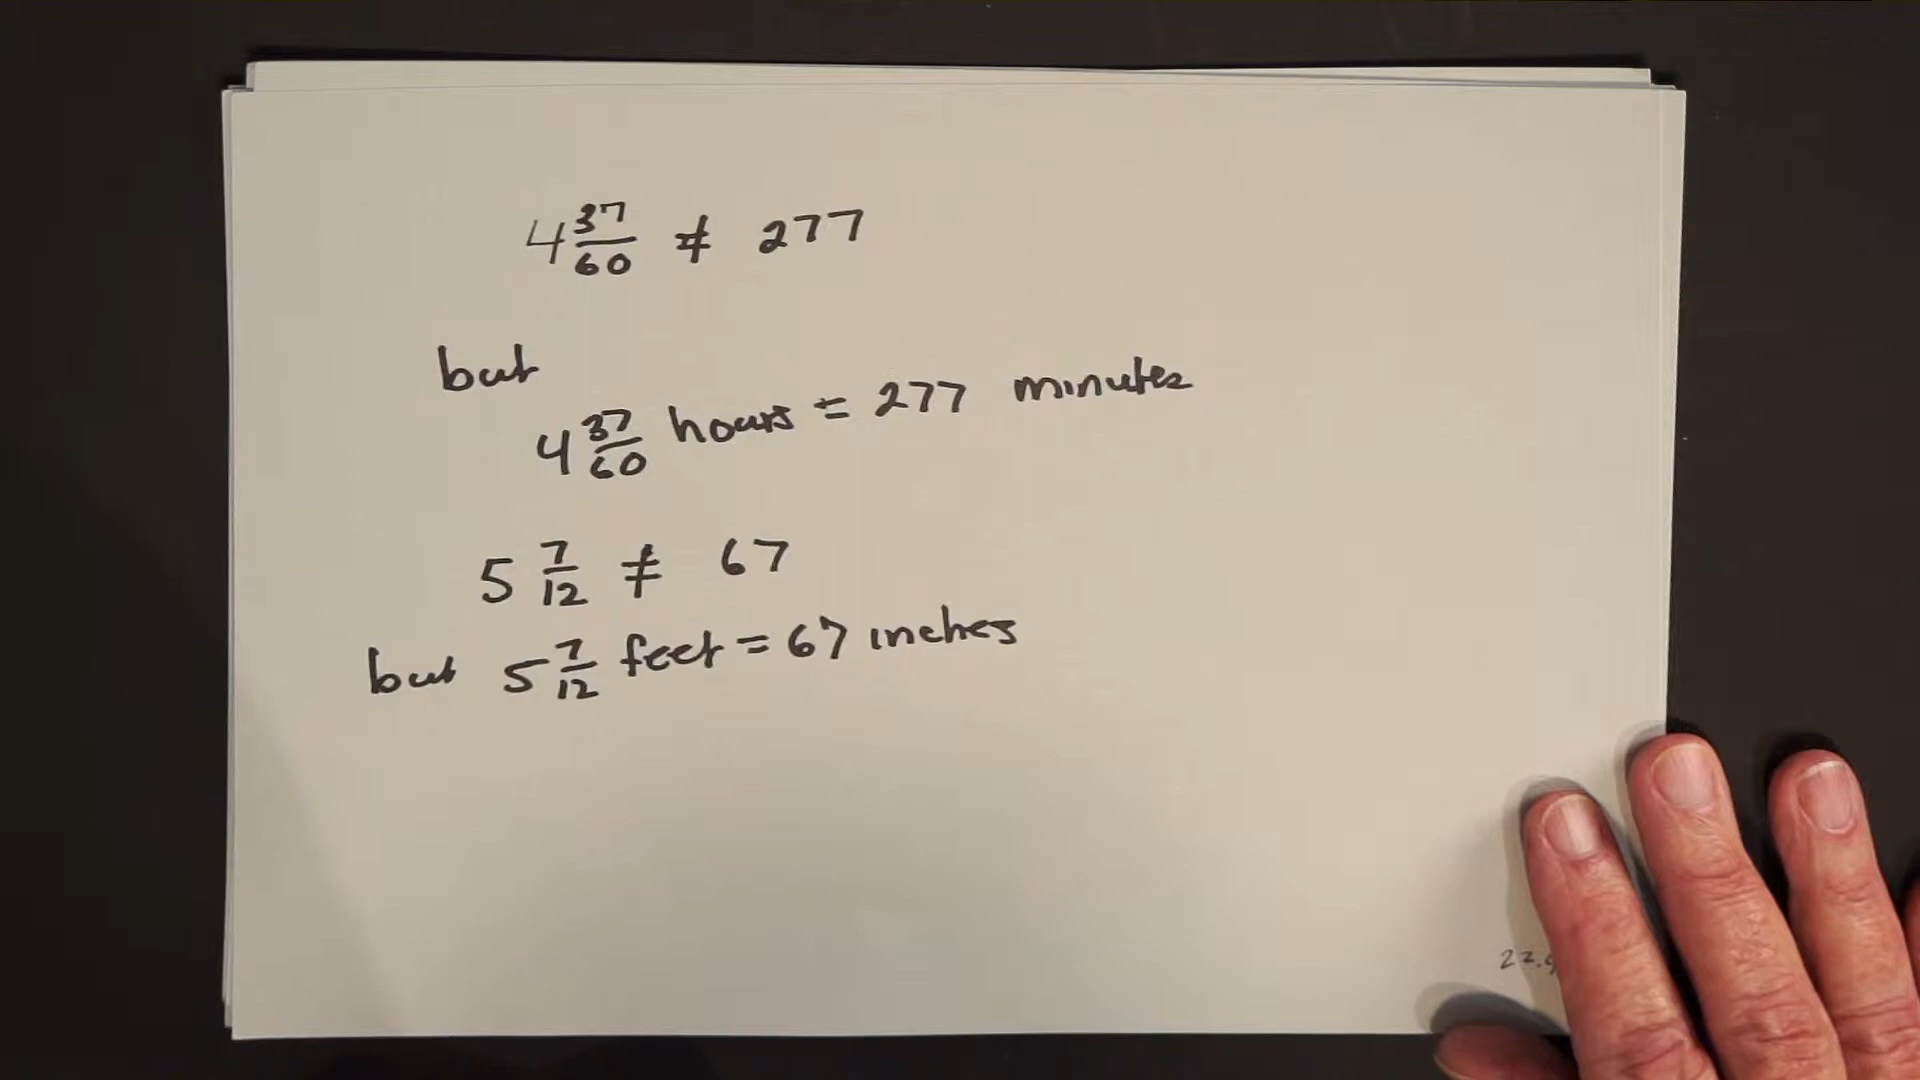 4 37/60 ≠ 277
but
4 37/60 hours = 277 minutes
5 7/12 ≠ 67
but 5 7/12 feet = 67 inches